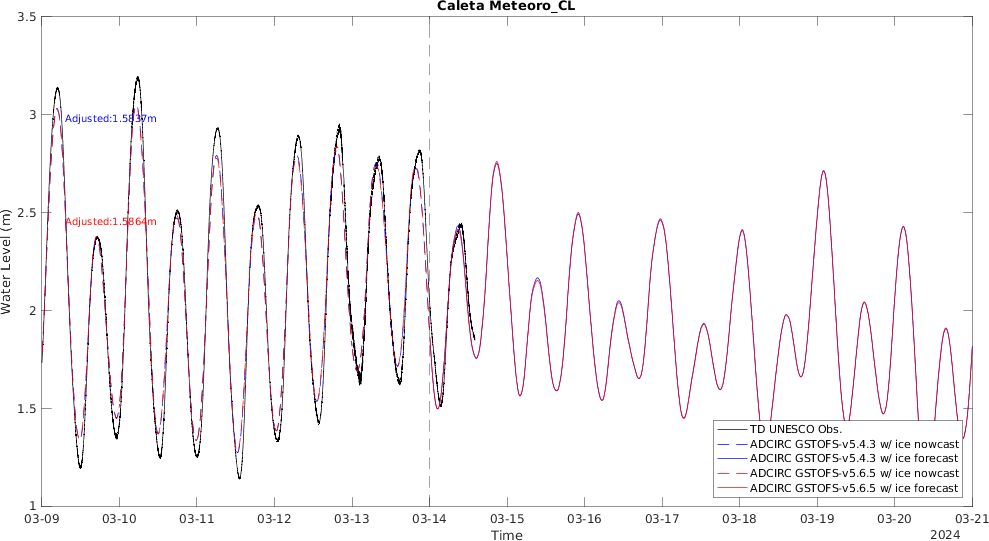 Caleta Meteoro_CL
3.5
3
2.5
2
1.5
1
Water Level (m)
Adjusted:1.5837m
Adjusted:1.5864m
TD UNESCO Obs.
ADCIRC GSTOFS-v5.4.3 w/ ice nowcast
ADCIRC GSTOFS-v5.4.3 w/ ice forecast
ADCIRC GSTOFS-v5.6.5 w/ ice nowcast
ADCIRC GSTOFS-v5.6.5 w/ ice forecast
03-09 03-10 03-11 03-12 03-13 03-14 03-15 03-16 03-17 03-18 03-19 03-20 03-21
Time
2024